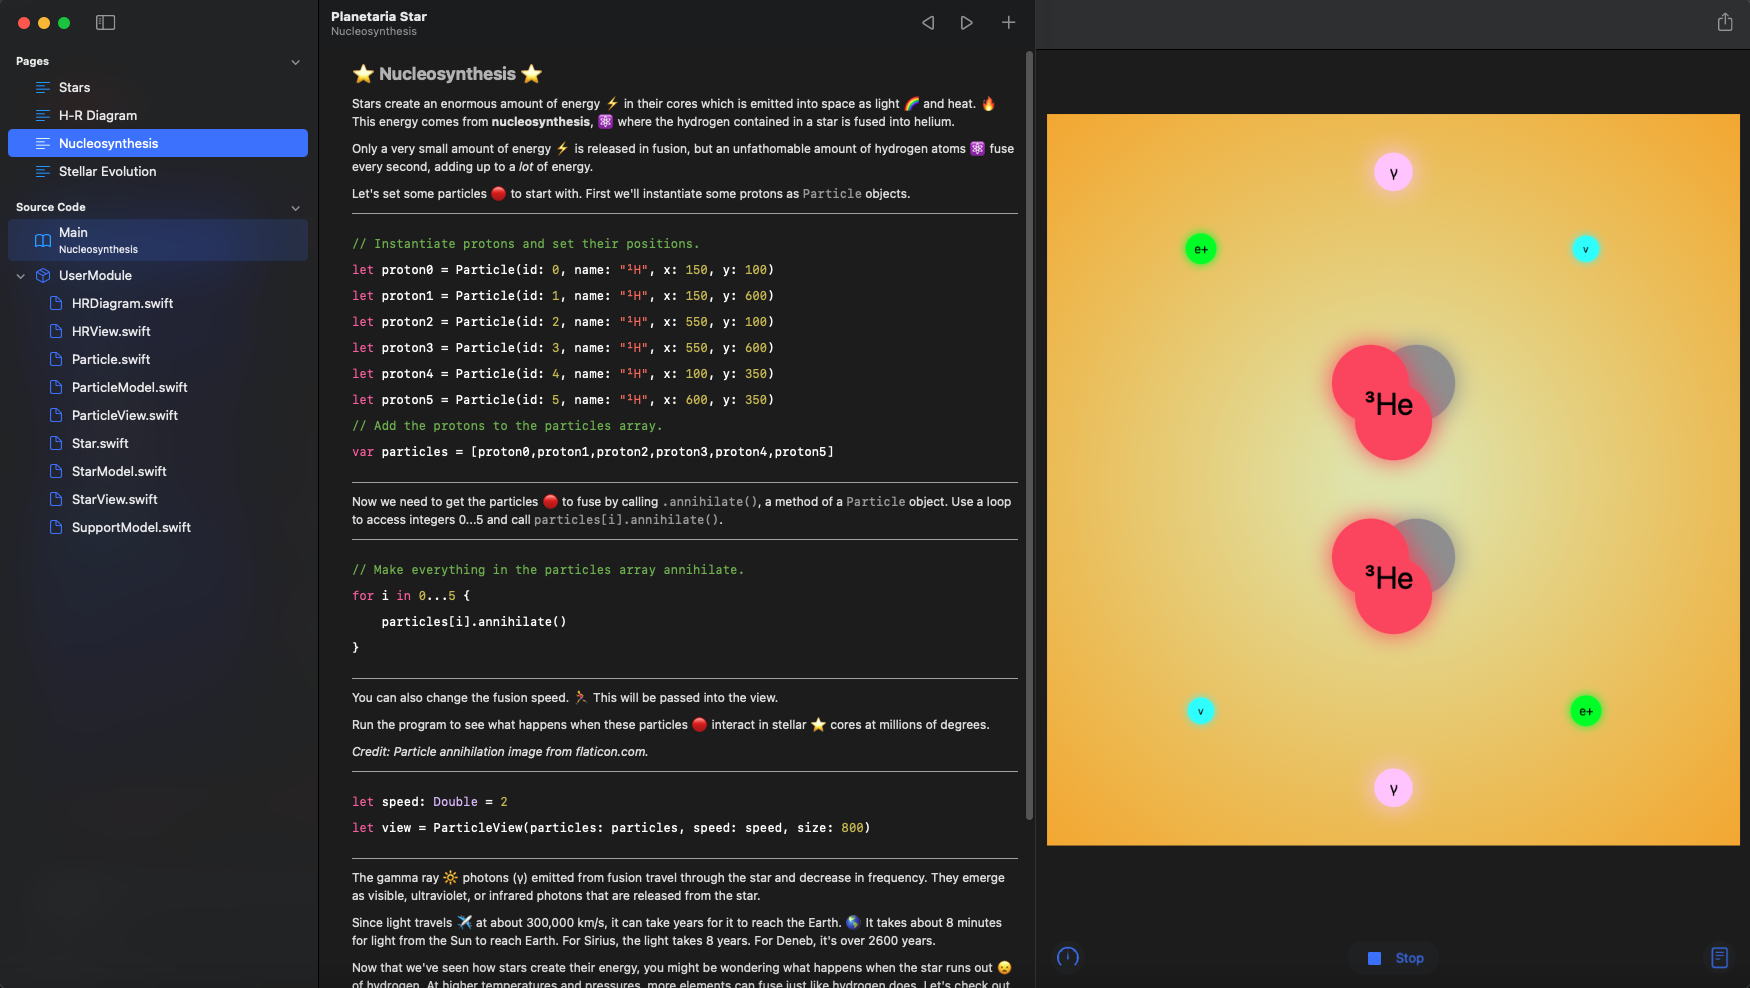 Pages
Stars
H-R Diagram
Nucleosynthesis
Stellar Evolution
Source Code
Main
Nucleosynthesis
UserModule
HRDiagram.swift
HRView.swift
Particle.swift
ParticleModel.swift
ParticleView.swift
Star.swift
StarModel.swift
StarView.swift
SupportModel.swift
Planetaria Star
Nucleosynthesis
⭐ Nucleosynthesis ⭐
Stars create an enormous amount of energy ⚡ in their cores which is emitted into space as light 🌈 and heat. 🔥
This energy comes from nucleosynthesis, ⚛️ where the hydrogen contained in a star is fused into helium.
Only a very small amount of energy ⚡ is released in fusion, but an unfathomable amount of hydrogen atoms ⚛️ fuse
every second, adding up to a lot of energy.
Let's set some particles 🔴 to start with. First we'll instantiate some protons as Particle objects.
// Instantiate protons and set their positions.
let proton0 = Particle(id: 0, name: "¹H", x: 150, y: 100)
let proton1 = Particle(id: 1, name: "¹H", x: 150, y: 600)
let proton2 = Particle(id: 2, name: "¹H", x: 550, y: 100)
let proton3 = Particle(id: 3, name: "¹H", x: 550, y: 600)
let proton4 = Particle(id: 4, name: "¹H", x: 100, y: 350)
let proton5 = Particle(id: 5, name: "¹H", x: 600, y: 350)
// Add the protons to the particles array.
var particles = [proton0,proton1,proton2,proton3,proton4,proton5]
Now we need to get the particles 🔴 to fuse by calling .annihilate(), a method of a Particle object. Use a loop
to access integers 0...5 and call particles[i].annihilate().
// Make everything in the particles array annihilate.
for i in 0...5 {
particles[i].annihilate()
}
You can also change the fusion speed. 🏃 This will be passed into the view.
Run the program to see what happens when these particles 🔴 interact in stellar ⭐ cores at millions of degrees.
Credit: Particle annihilation image from flaticon.com.
let speed: Double = 2
let view = ParticleView(particles: particles, speed: speed, size: 800)
The gamma ray 🔆 photons (γ) emitted from fusion travel through the star and decrease in frequency. They emerge
as visible, ultraviolet, or infrared photons that are released from the star.
Since light travels ✈️ at about 300,000 km/s, it can take years for it to reach the Earth. 🌎 It takes about 8 minutes
for light from the Sun to reach Earth. For Sirius, the light takes 8 years. For Deneb, it's over 2600 years.
Now that we've seen how stars create their energy, you might be wondering what happens when the star runs out 😟
of hydrogen. At higher temperatures and pressures, more elements can fuse just like hydrogen does. Let's check out
γ
e+
ν
³He
³He
ν
e+
γ
Stop